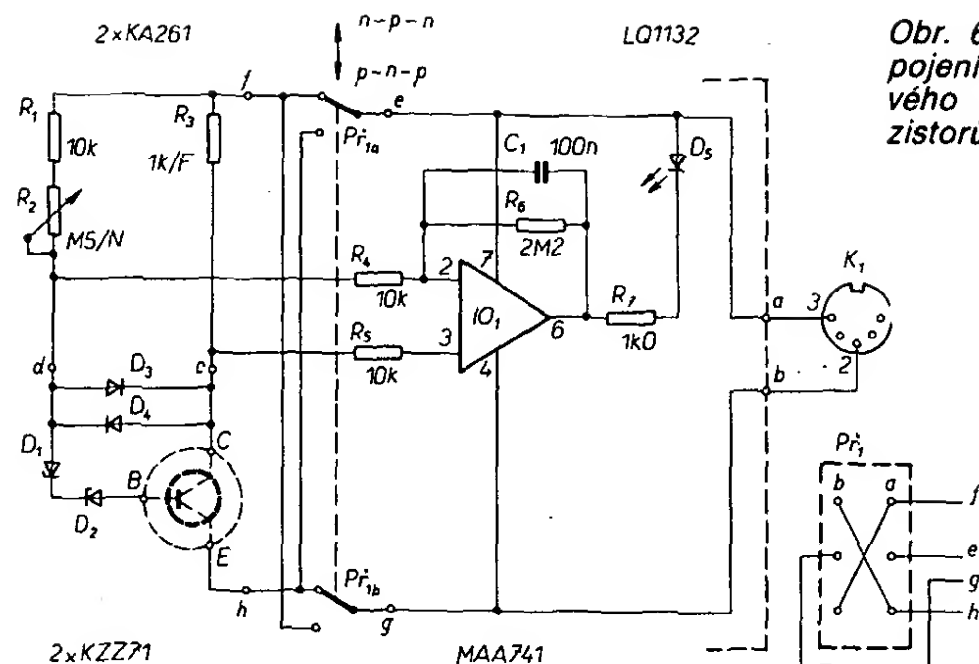 2×KA261
n-p-n
p-n-p
LQ1132
Obr. 6
pojení
vého
zistorů
R1
10k
R2
M5/N
R3
1k/F
f
e
Př1a
C1
100n
D5
R6
2M2
R4
10k
2
7
IO1
3
4
6
R5
10k
R7
1k0
a
3
K1
b
2
d
D3
c
D4
D1
D2
B
C
E
h
Př1b
g
Př1
b
a
f
e
g
h
2×KZZ71
MAA741